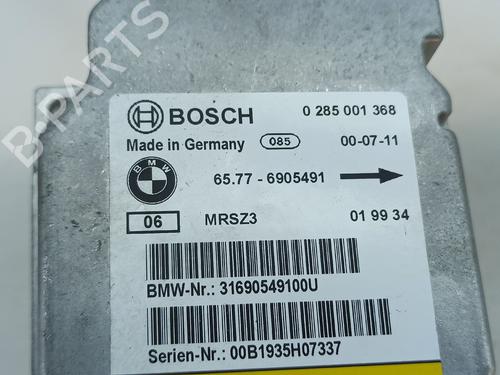 B-PARTS
BOSCH 0 285 001 368
Made in Germany 085 00-07-11
BMW
65.77 - 6905491
06 MRSZ3 01 99 34
BMW-Nr.: 31690549100U
Serien-Nr.: 00B1935H07337